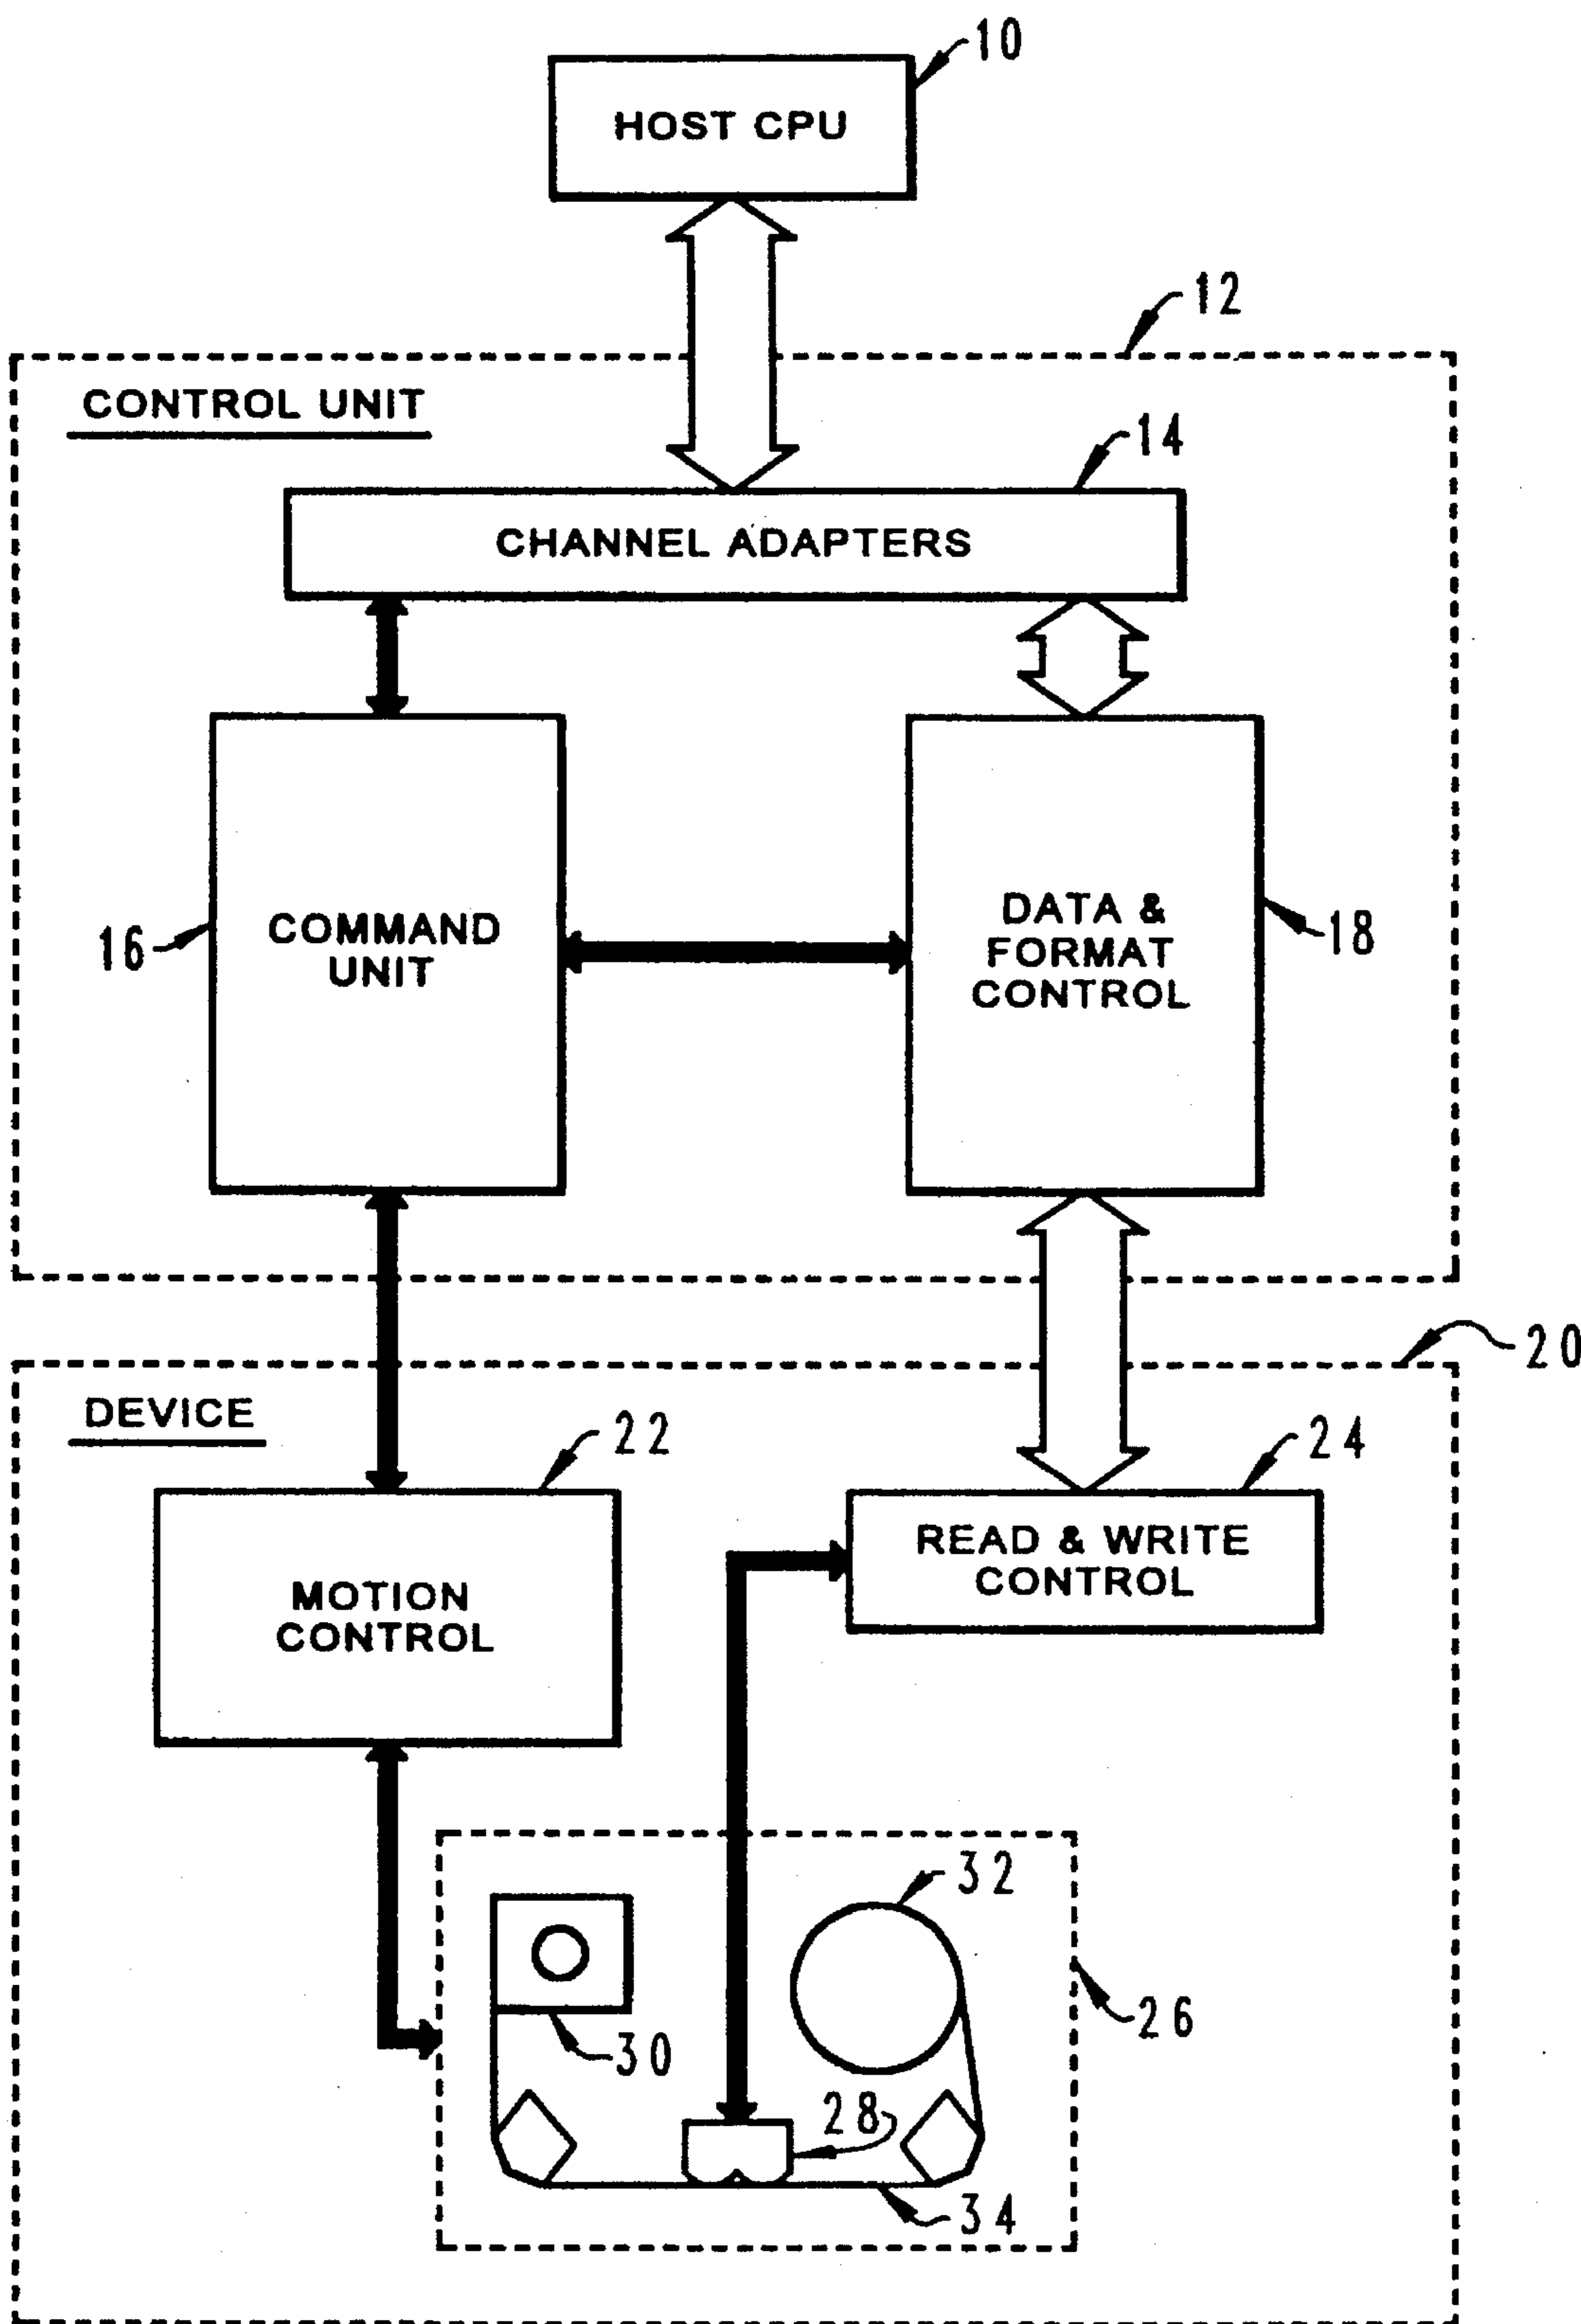 10
HOST CPU
12
CONTROL UNIT
14
CHANNEL ADAPTERS
16
COMMAND
UNIT
DATA &
FORMAT
CONTROL
18
20
DEVICE
22
24
MOTION
CONTROL
READ & WRITE
CONTROL
32
30
26
28
34